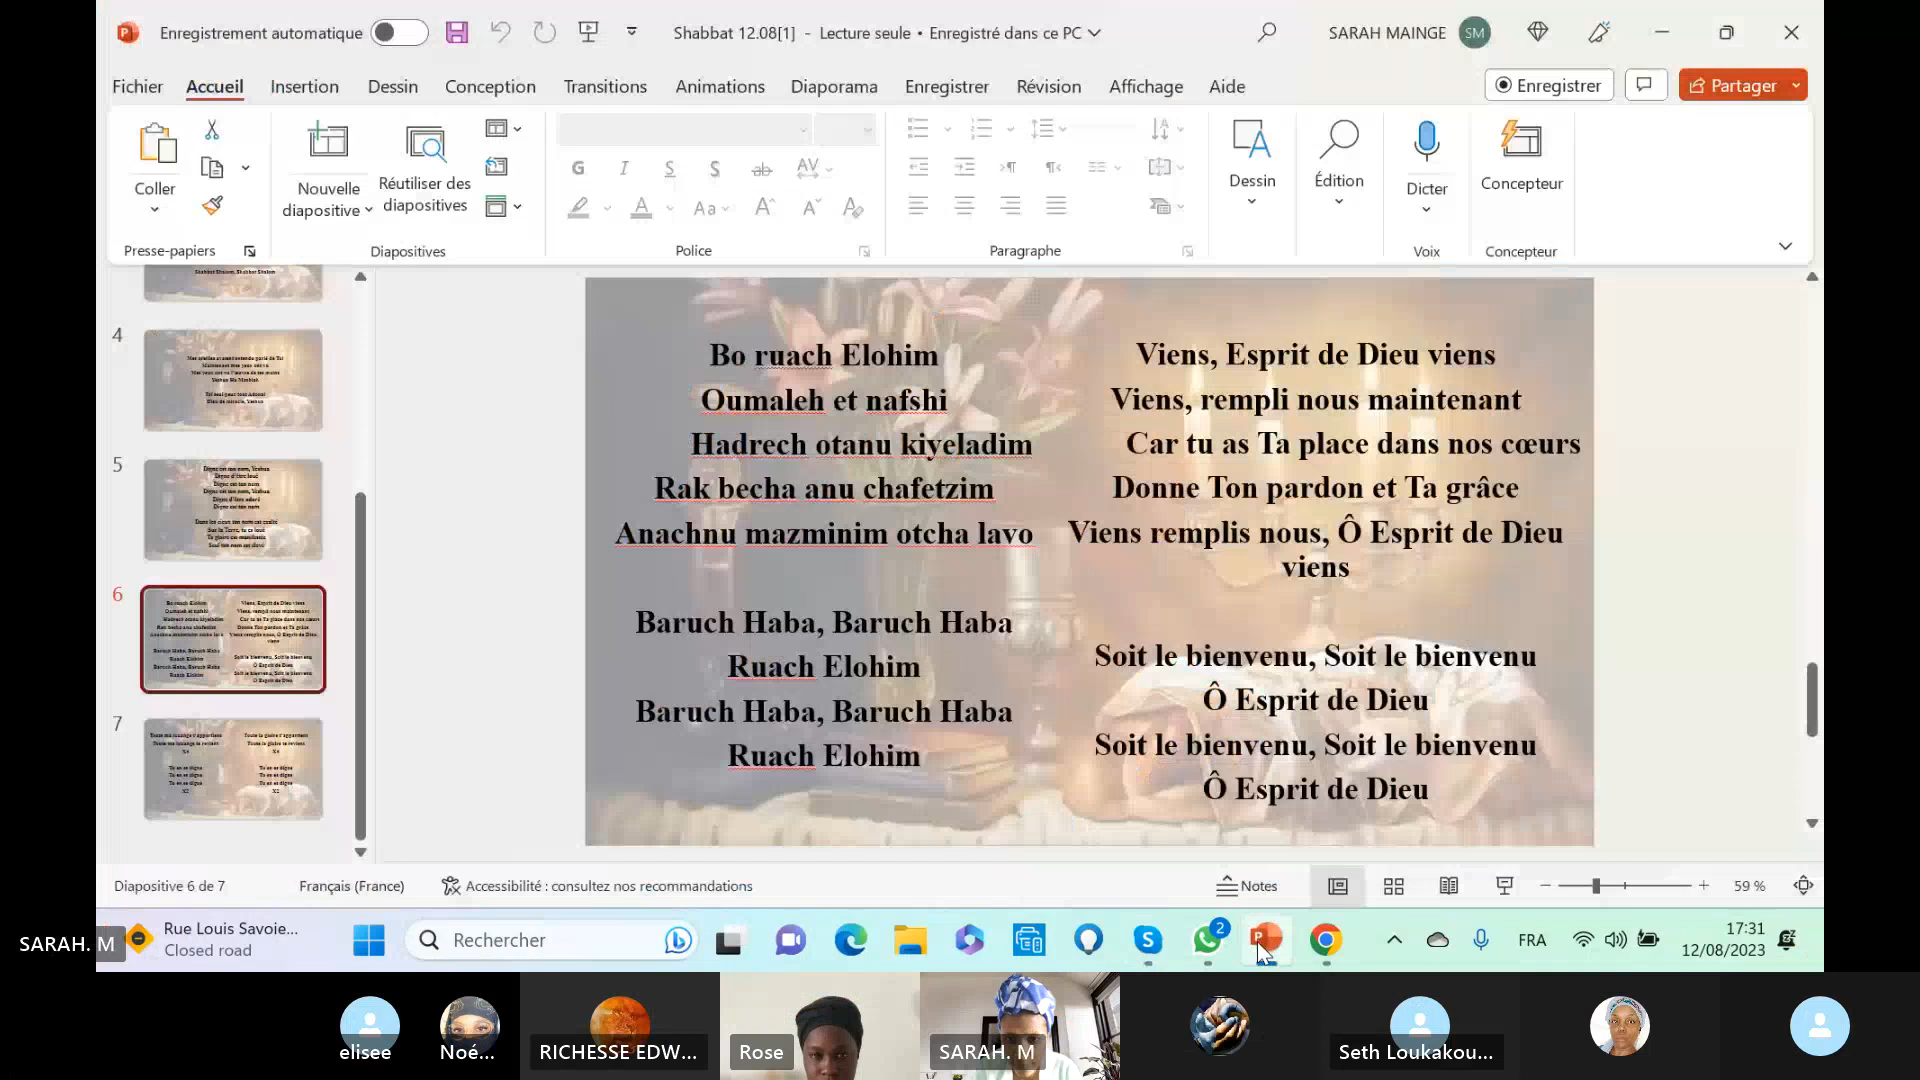 Enregistrement automatique
Shabbat 12.08[1] - Lecture seule • Enregistré dans ce PC
SARAH MAINGE
SM
Fichier Accueil Insertion Dessin Conception Transitions Animations Diaporama Enregistrer Révision Affichage Aide
Enregistrer
Partager
Coller
Nouvelle
diapositive
Réutiliser des
diapositives
Dessin
Édition
Dicter
Concepteur
Presse-papiers
Diapositives
Police
Paragraphe
Voix
Concepteur
4
5
6
7
Bo ruach Elohim
Oumaleh et nafshi
Hadrech otanu kiyeladim
Rak becha anu chafetzim
Anachnu mazminim otcha lavo
Baruch Haba, Baruch Haba
Ruach Elohim
Baruch Haba, Baruch Haba
Ruach Elohim
Viens, Esprit de Dieu viens
Viens, rempli nous maintenant
Car tu as Ta place dans nos cœurs
Donne Ton pardon et Ta grâce
Viens remplis nous, Ô Esprit de Dieu
viens
Soit le bienvenu, Soit le bienvenu
Ô Esprit de Dieu
Soit le bienvenu, Soit le bienvenu
Ô Esprit de Dieu
Diapositive 6 de 7
Français (France)
Accessibilité : consultez nos recommandations
Notes
59 %
SARAH. M
Rue Louis Savoie...
Closed road
Rechercher
2
FRA
17:31
12/08/2023
elisee
Noé...
RICHESSE EDW...
Rose
SARAH. M
Seth Loukakou...